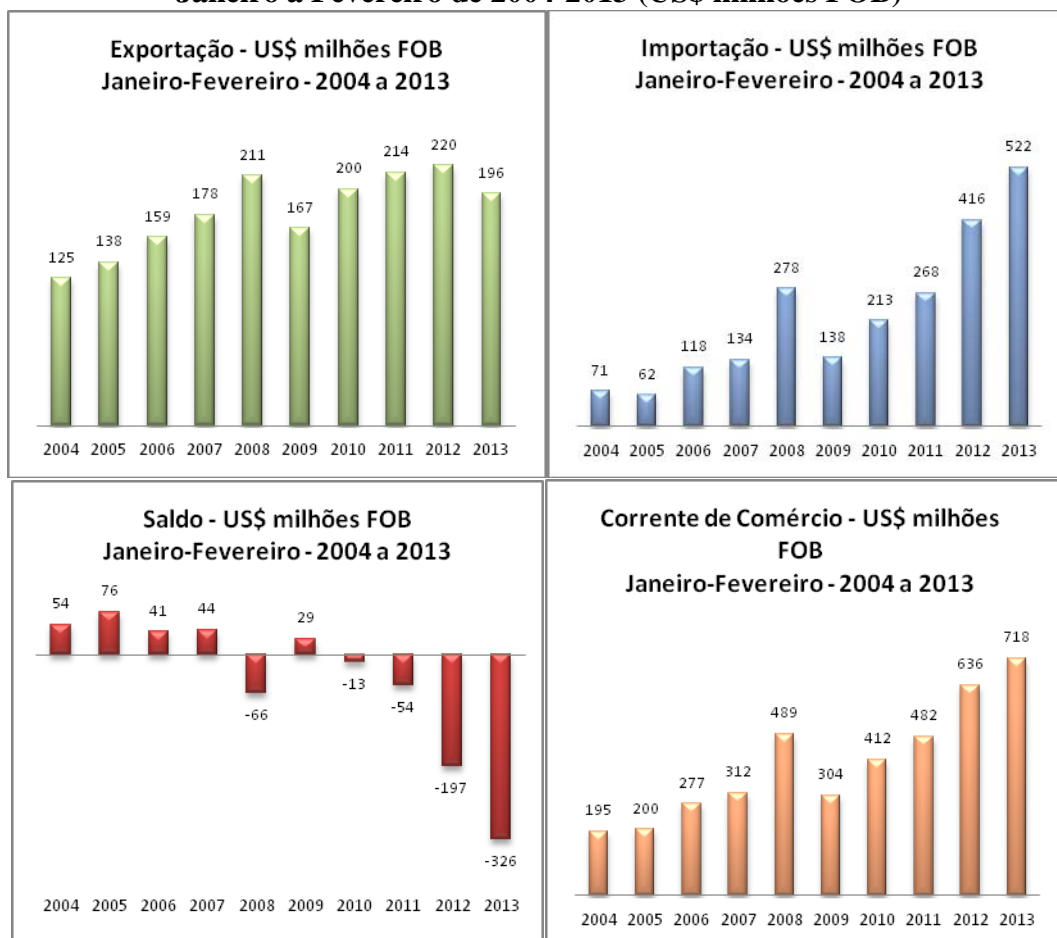 Janeiro a Fevereiro de 2004-2013 (US$ milhões FOB)
Exportação - US$ milhões FOB
Janeiro-Fevereiro - 2004 a 2013
125 138 159 178 211 167 200 214 220 196
2004 2005 2006 2007 2008 2009 2010 2011 2012 2013
Importação - US$ milhões FOB
Janeiro-Fevereiro - 2004 a 2013
71 62 118 134 278 138 213 268 416 522
2004 2005 2006 2007 2008 2009 2010 2011 2012 2013
Saldo - US$ milhões FOB
Janeiro-Fevereiro - 2004 a 2013
54 76 41 44 -66 29 -13 -54 -197 -326
2004 2005 2006 2007 2008 2009 2010 2011 2012 2013
Corrente de Comércio - US$ milhões
FOB
Janeiro-Fevereiro - 2004 a 2013
195 200 277 312 489 304 412 482 636 718
2004 2005 2006 2007 2008 2009 2010 2011 2012 2013